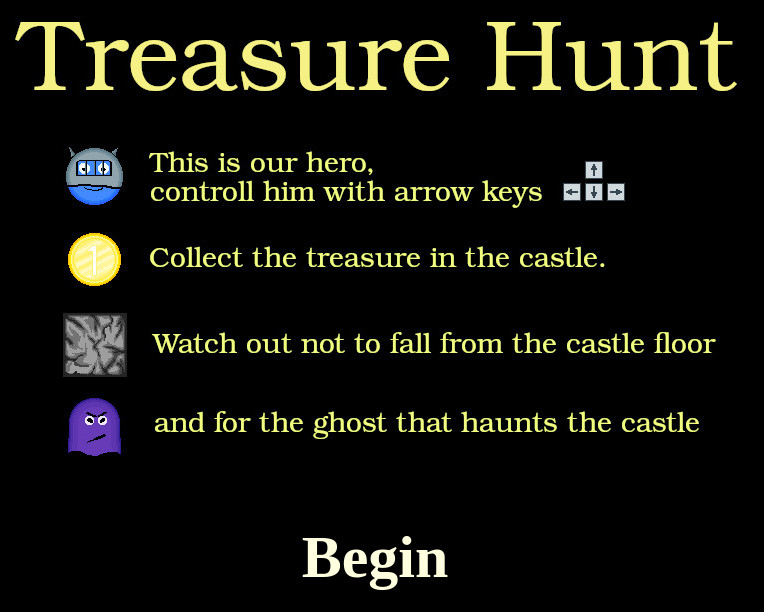 Treasure Hunt
This is our hero,
controll him with arrow keys
1
Collect the treasure in the castle.
Watch out not to fall from the castle floor
and for the ghost that haunts the castle
Begin